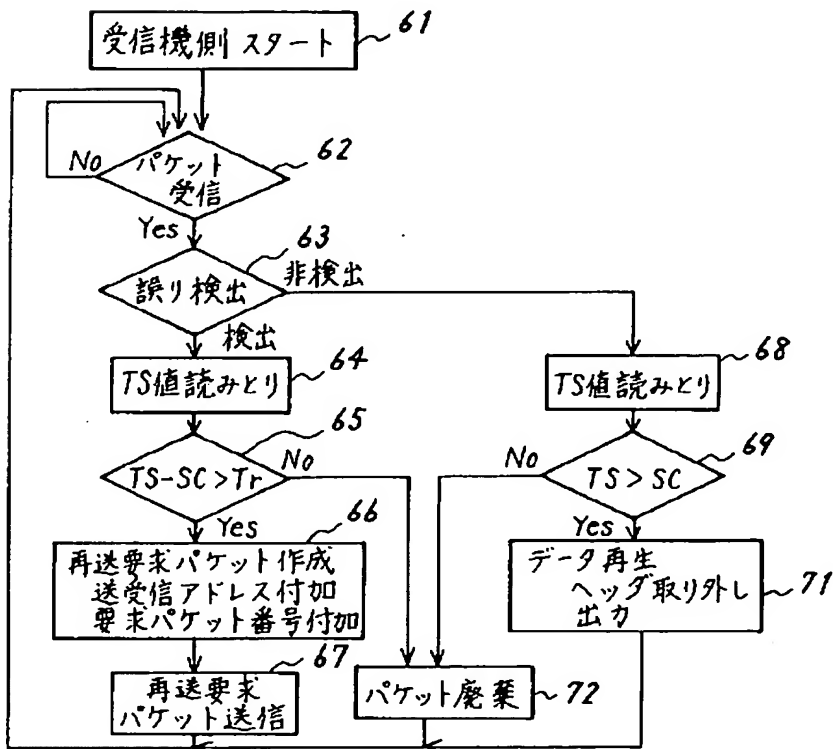 受信機側 スタート
61
パケット
受信
62
No
Yes
誤り検出
63
非検出
検出
TS値読みとり
64
TS値読みとり
68
TS-SC>Tr
65
No
Yes
TS>SC
69
No
Yes
再送要求パケット作成
送受信アドレス付加
要求パケット番号付加
66
データ再生
ヘッダ取り外し
出力
71
再送要求
パケット送信
67
パケット廃棄
72